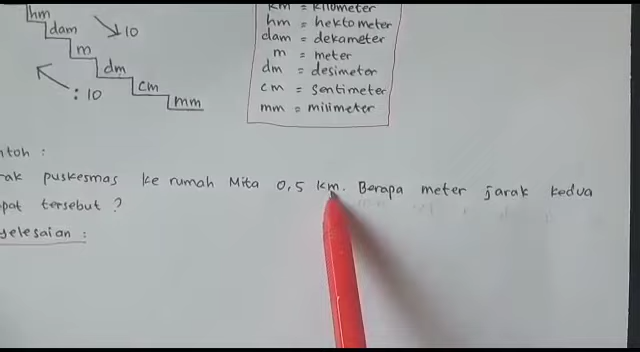 hm
dam
10
m
dm
: 10
cm
mm
km = kilometer
hm = hektometer
dam = dekameter
m = meter
dm = desimeter
cm = sentimeter
mm = milimeter
ntoh :
rak puskesmas ke rumah Mita 0,5 km. Berapa meter jarak kedua
pat tersebut ?
yelesaian :